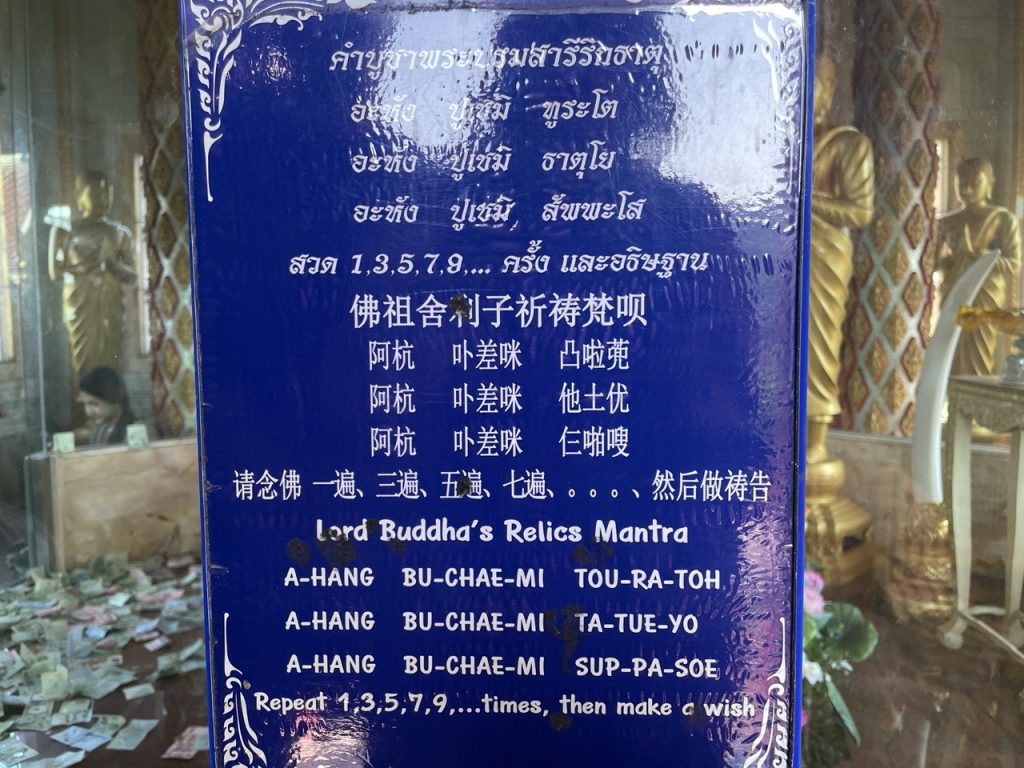 คำบูชาพระบรมสารีริกธาตุ
อะหัง ปูเชมิ ทูระโต
อะหัง ปูเชมิ ธาตุโย
อะหัง ปูเชมิ สัพพะโส
สวด 1,3,5,7,9,... ครั้ง และอธิษฐาน
佛祖舍利子祈祷梵呗
阿杭 卟差咪 凸啦蔸
阿杭 卟差咪 他土优
阿杭 卟差咪 仨啪嗖
请念佛 一遍、三遍、五遍、七遍、。。。。、然后做祷告
Lord Buddha's Relics Mantra
A-HANG BU-CHAE-MI TOU-RA-TOH
A-HANG BU-CHAE-MI TA-TUE-YO
A-HANG BU-CHAE-MI SUP-PA-SOE
Repeat 1,3,5,7,9,...times, then make a wish